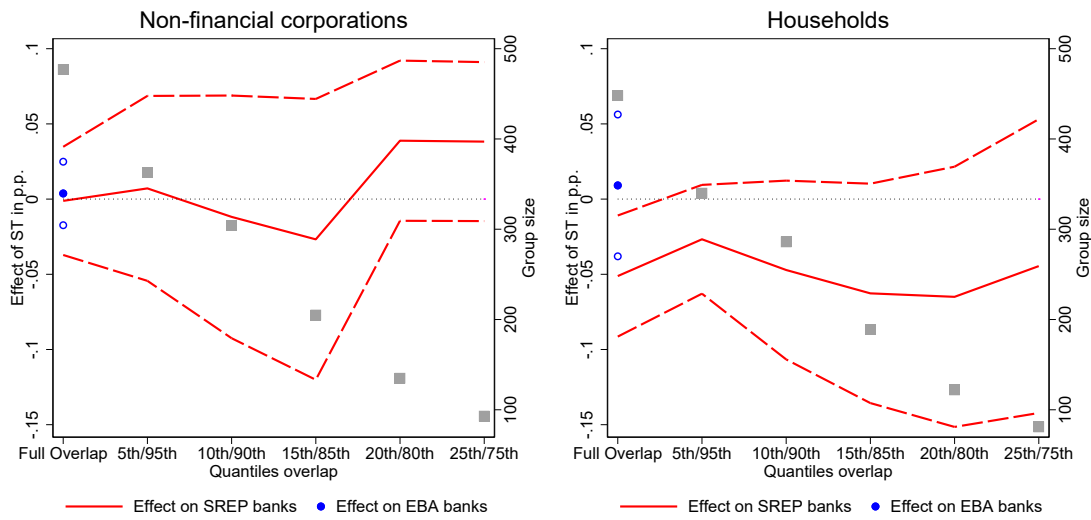 Non-financial corporations
.1
.05
0
-.05
-.1
-.15
Effect of ST in p.p.
500
400
300
200
100
Group size
Full Overlap 5th/95th 10th/90th 15th/85th 20th/80th 25th/75th
Quantiles overlap
Effect on SREP banks Effect on EBA banks
Households
.1
.05
0
-.05
-.1
-.15
Effect of ST in p.p.
500
400
300
200
100
Group size
Full Overlap 5th/95th 10th/90th 15th/85th 20th/80th 25th/75th
Quantiles overlap
Effect on SREP banks Effect on EBA banks